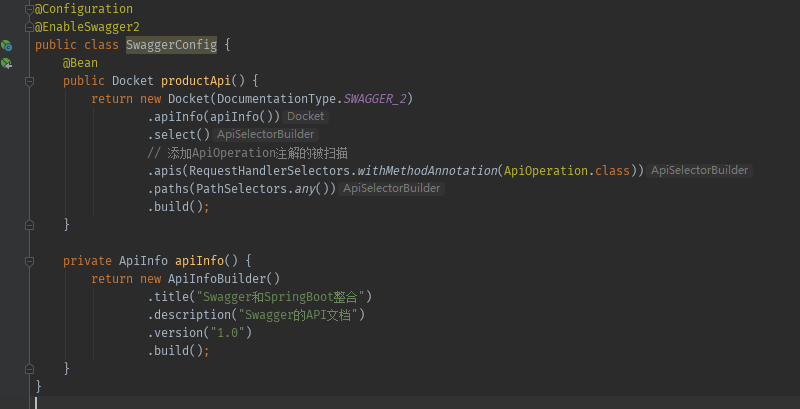 @Configuration
@EnableSwagger2
public class SwaggerConfig {
    @Bean
    public Docket productApi() {
        return new Docket(DocumentationType.SWAGGER_2)
                .apiInfo(apiInfo()) Docket
                .select() ApiSelectorBuilder
                // 添加ApiOperation注解的被扫描
                .apis(RequestHandlerSelectors.withMethodAnnotation(ApiOperation.class)) ApiSelectorBuilder
                .paths(PathSelectors.any()) ApiSelectorBuilder
                .build();
    }
    private ApiInfo apiInfo() {
        return new ApiInfoBuilder()
                .title("Swagger和SpringBoot整合")
                .description("Swagger的API文档")
                .version("1.0")
                .build();
    }
}